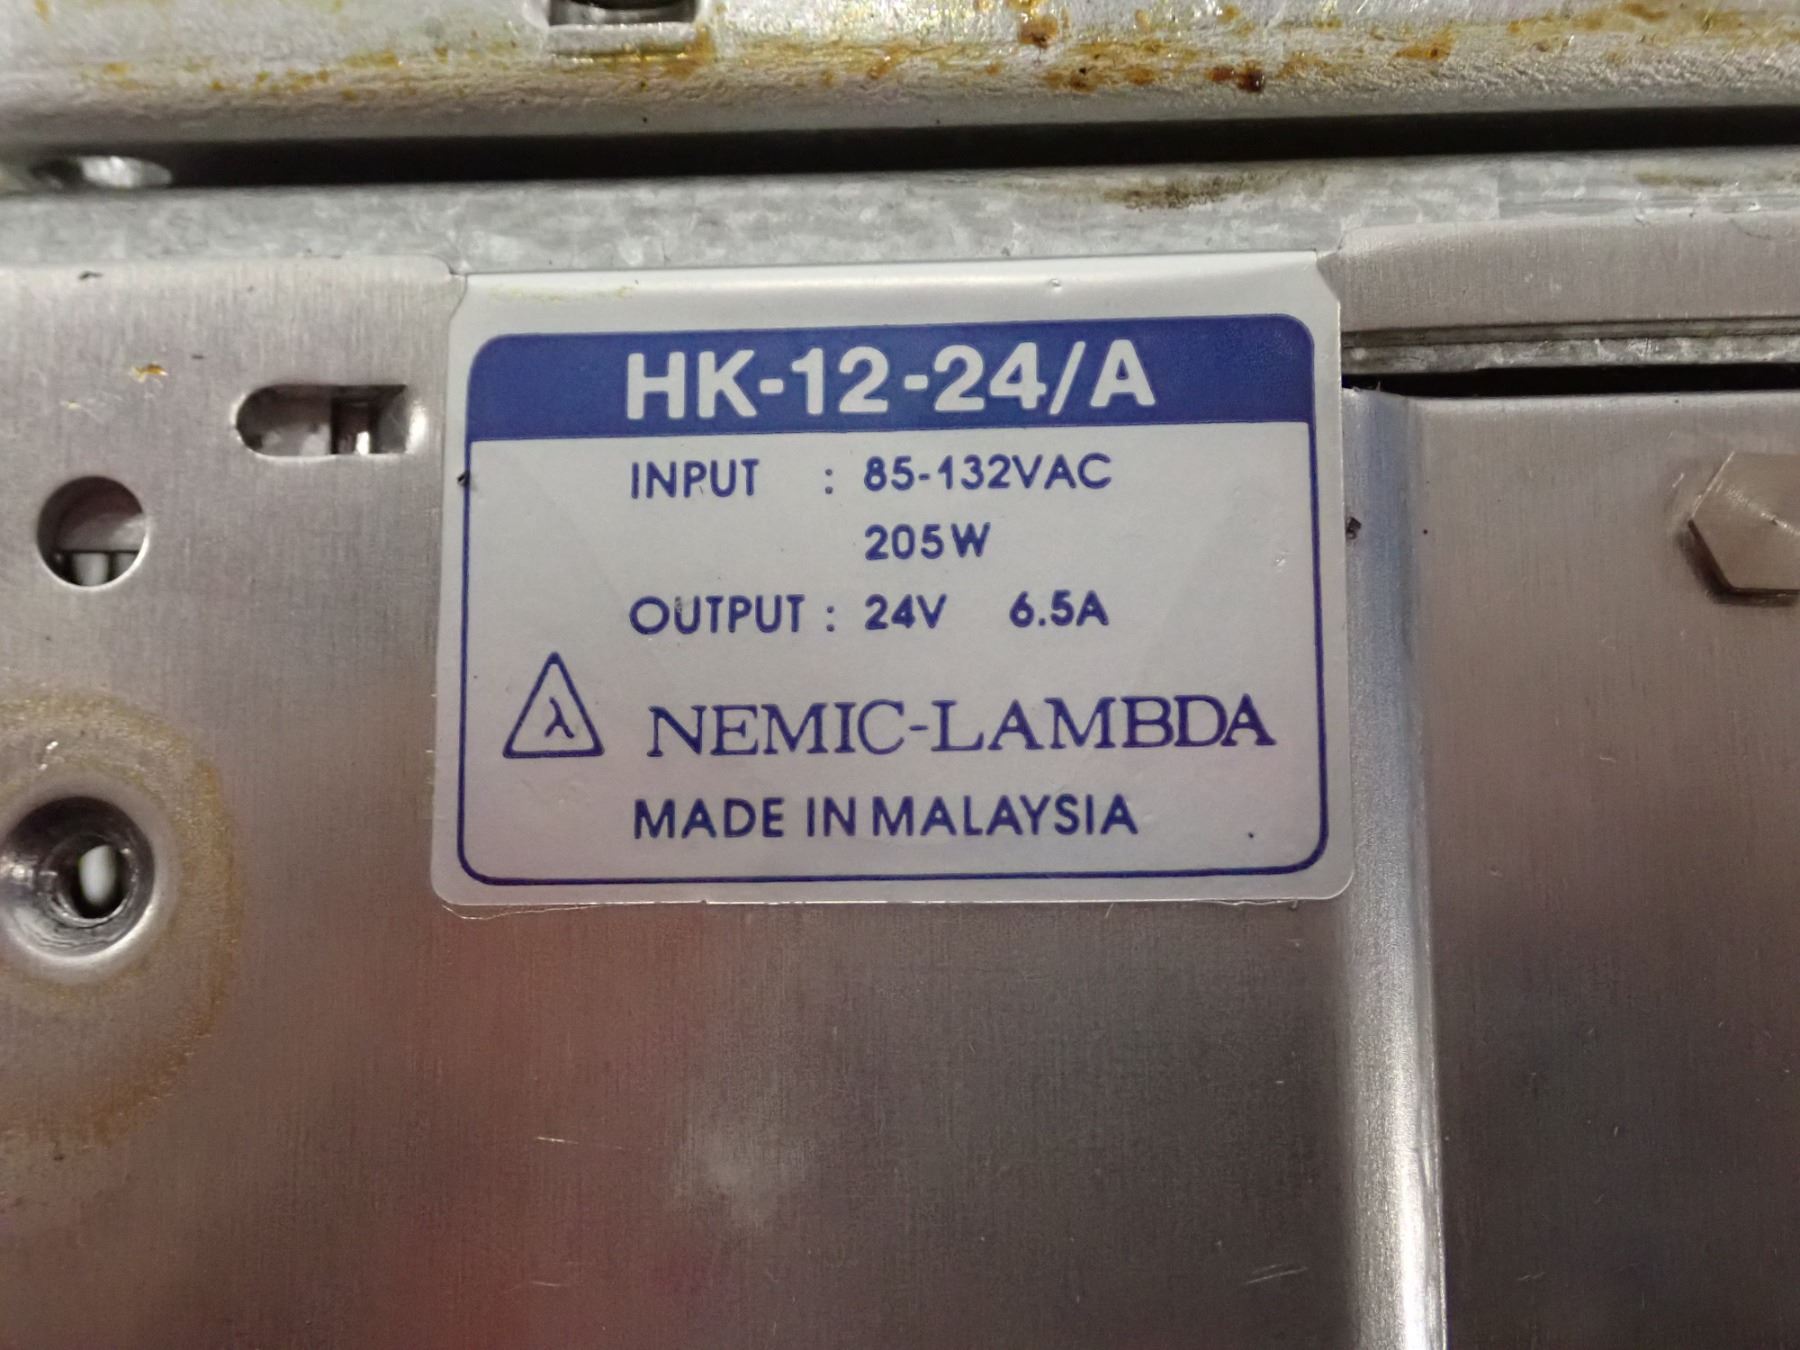 HK-12-24/A
INPUT : 85-132VAC
205W
OUTPUT : 24V 6.5A
λ NEMIC-LAMBDA
MADE IN MALAYSIA